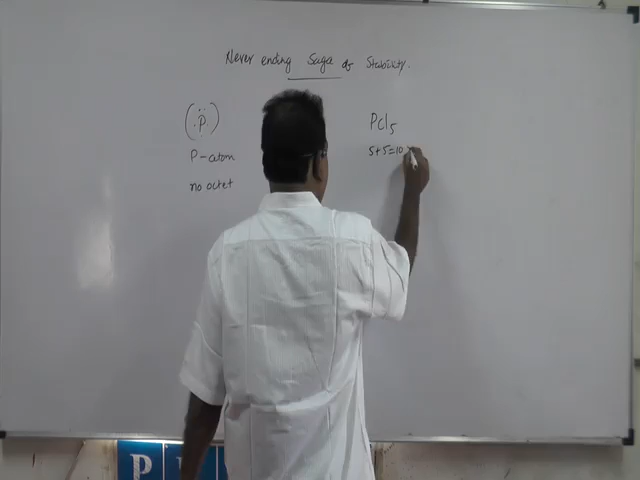 Never ending Saga of Stability.
P
P-atom
no octet
PCl5
5+5=10
P